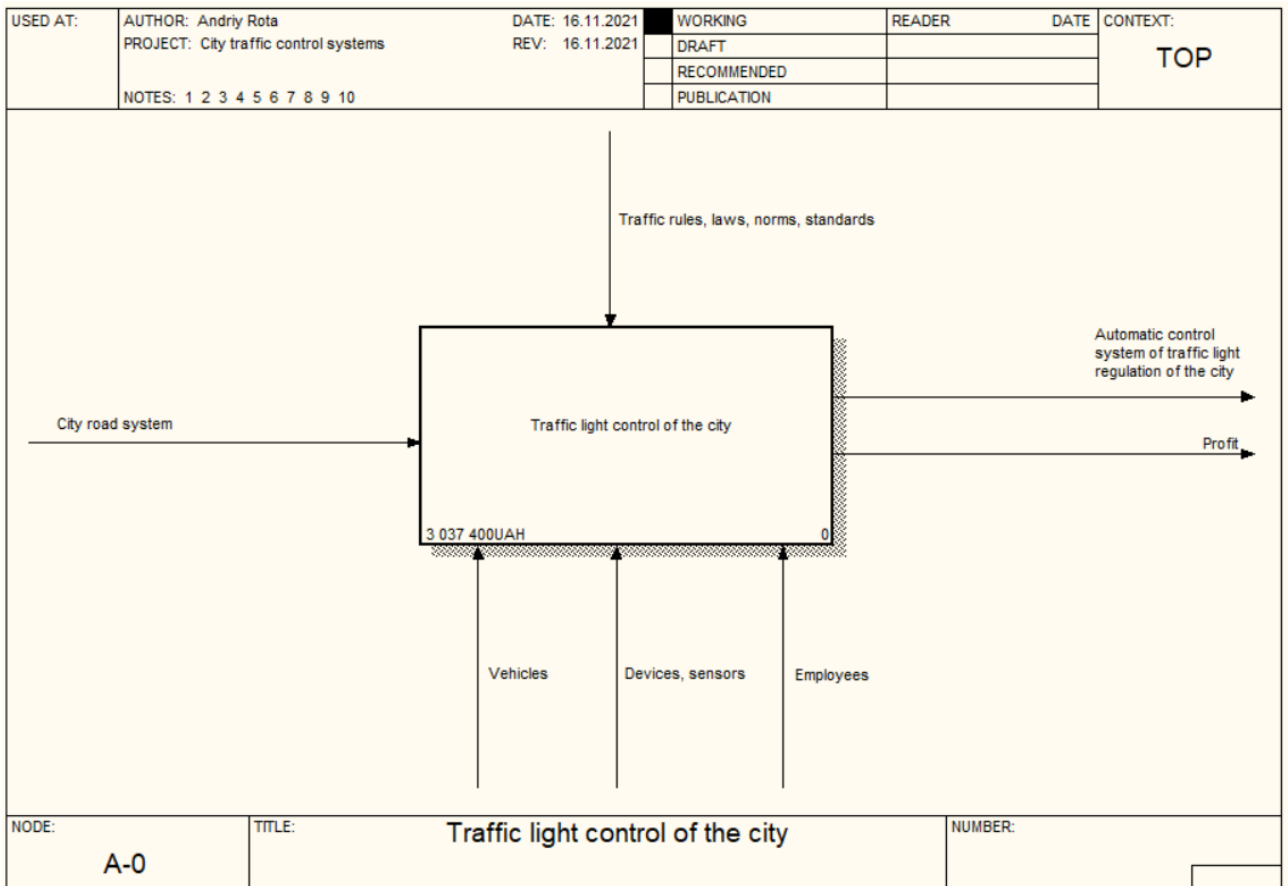 USED AT:
AUTHOR: Andriy Rota
DATE: 16.11.2021
PROJECT: City traffic control systems
REV: 16.11.2021
NOTES: 1 2 3 4 5 6 7 8 9 10
WORKING
DRAFT
RECOMMENDED
PUBLICATION
READER
DATE
CONTEXT:
TOP
Traffic rules, laws, norms, standards
Automatic control
system of traffic light
regulation of the city
City road system
Traffic light control of the city
Profit
3 037 400UAH
0
Vehicles
Devices, sensors
Employees
NODE:
A-0
TITLE:
Traffic light control of the city
NUMBER: